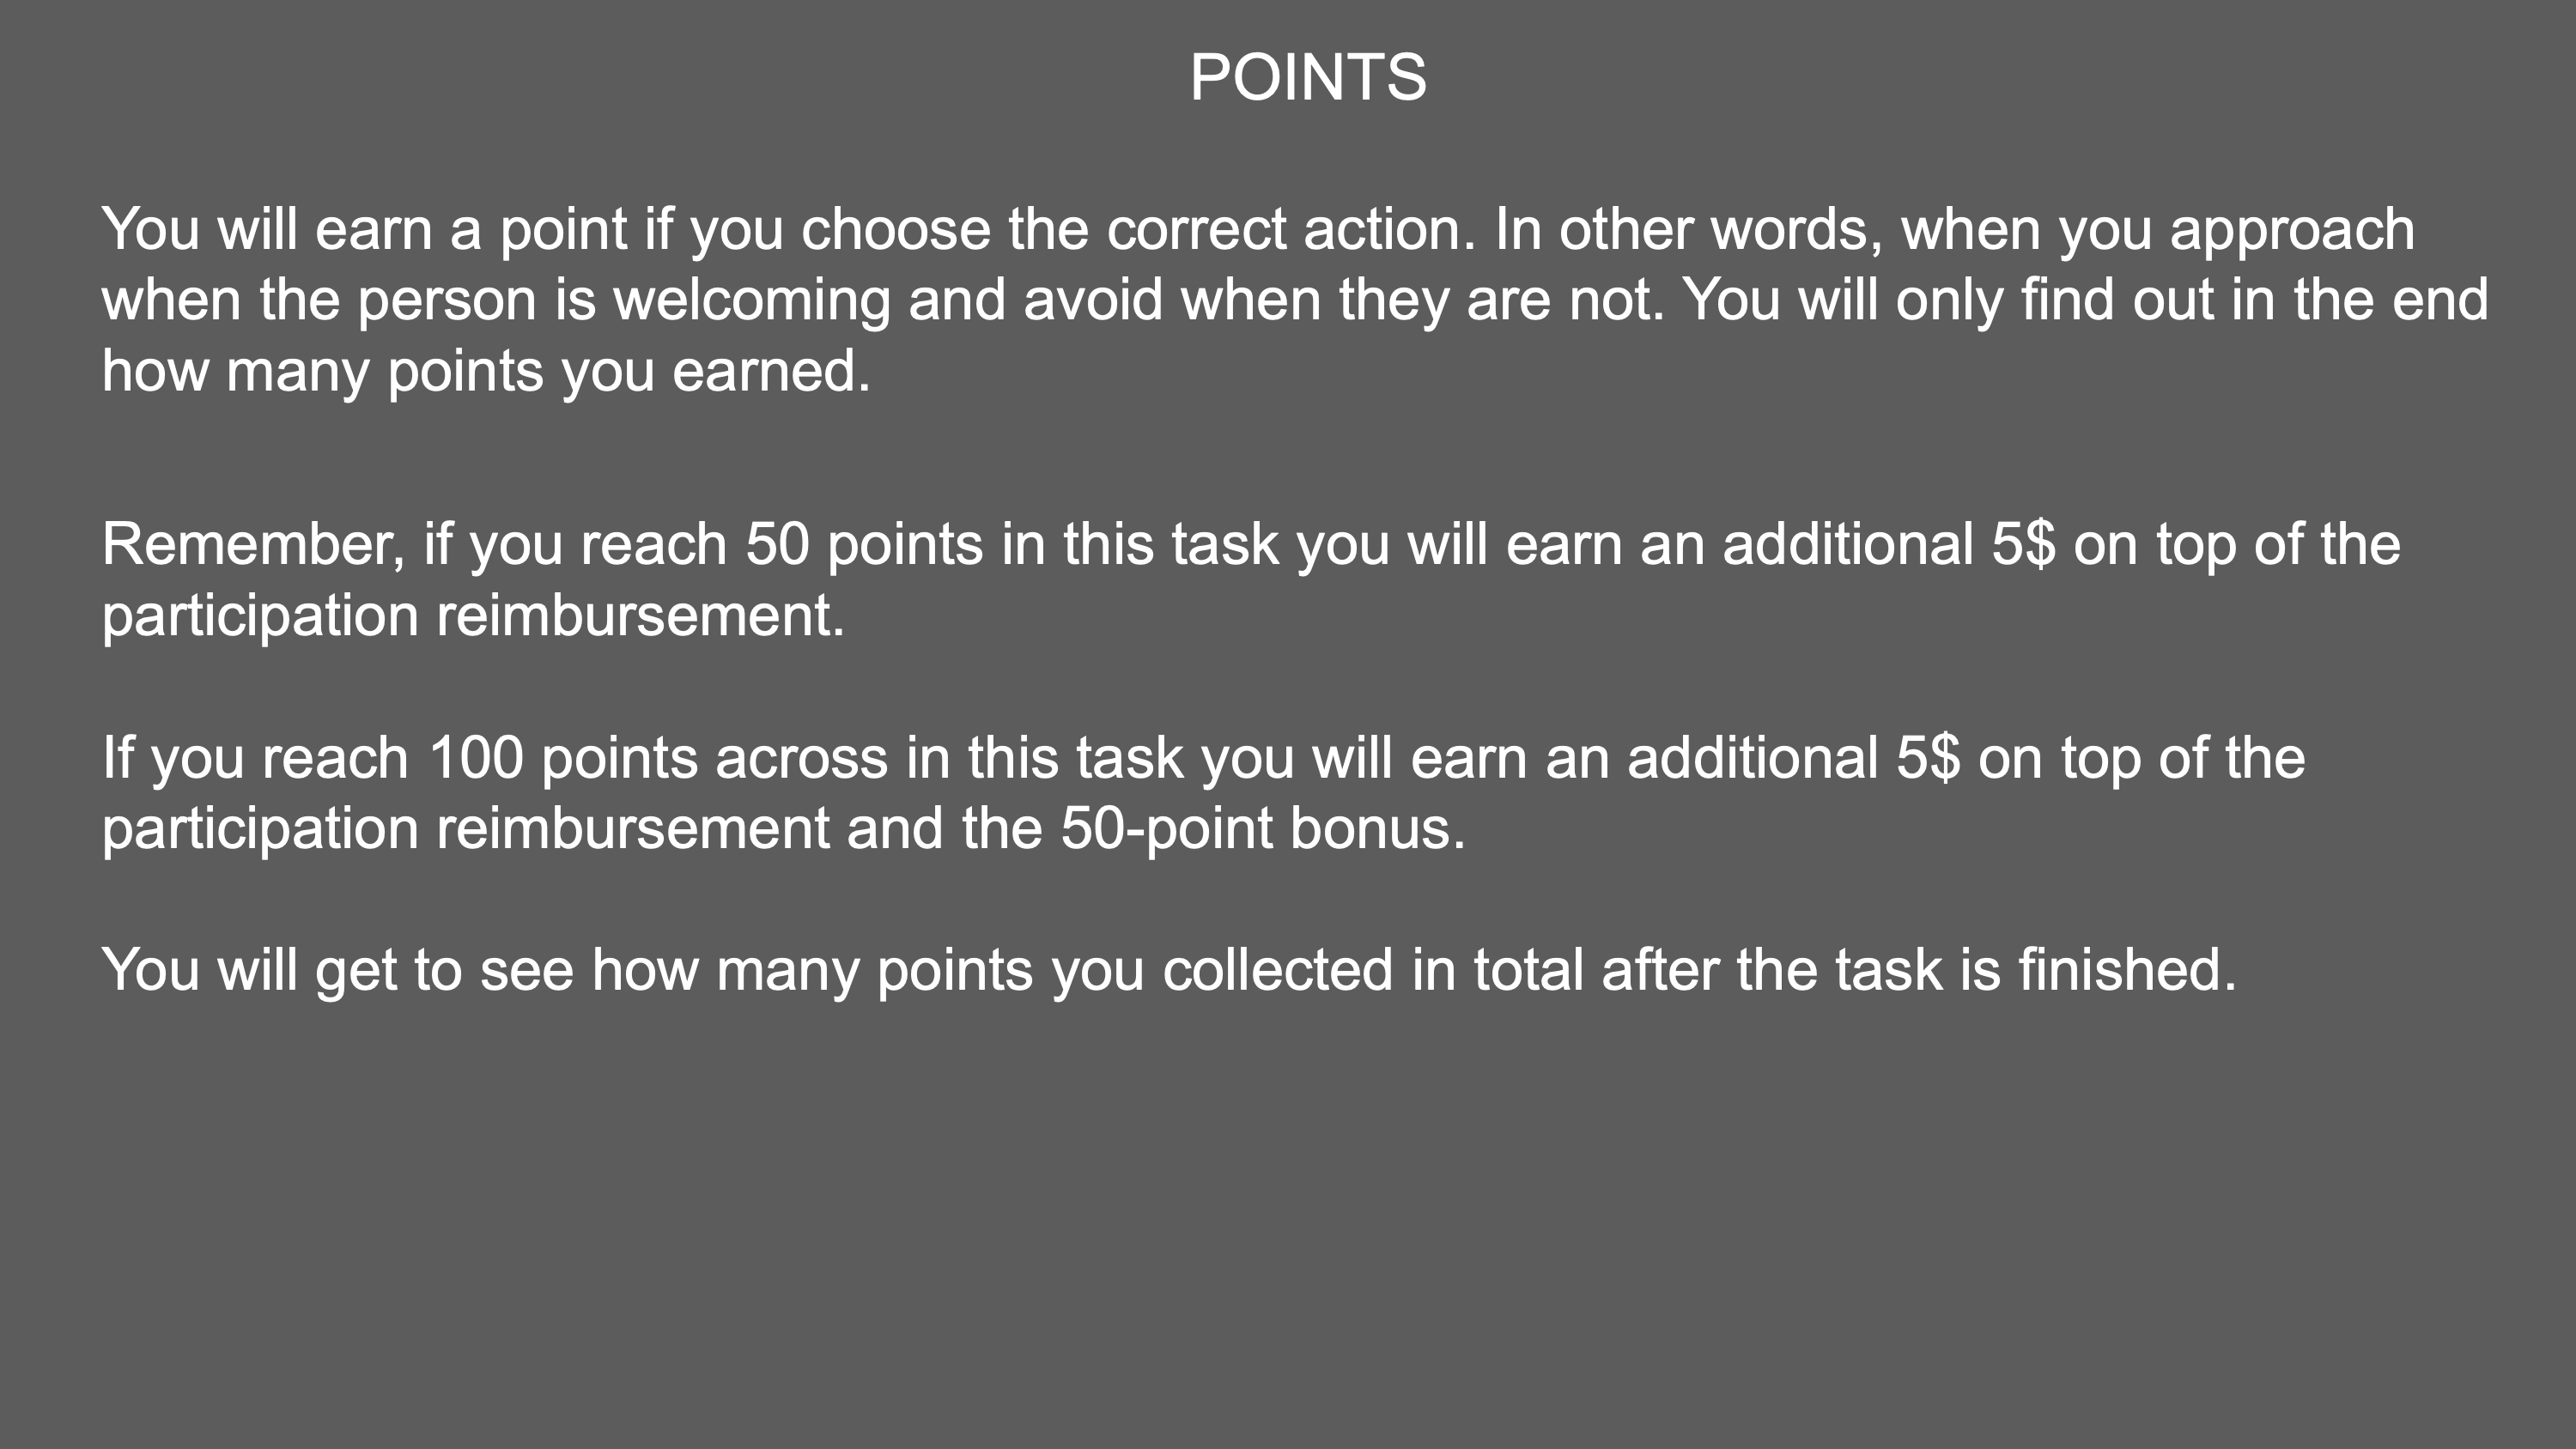 POINTS
You will earn a point if you choose the correct action. In other words, when you approach
when the person is welcoming and avoid when they are not. You will only find out in the end
how many points you earned.
Remember, if you reach 50 points in this task you will earn an additional 5$ on top of the
participation reimbursement.
If you reach 100 points across in this task you will earn an additional 5$ on top of the
participation reimbursement and the 50-point bonus.
You will get to see how many points you collected in total after the task is finished.